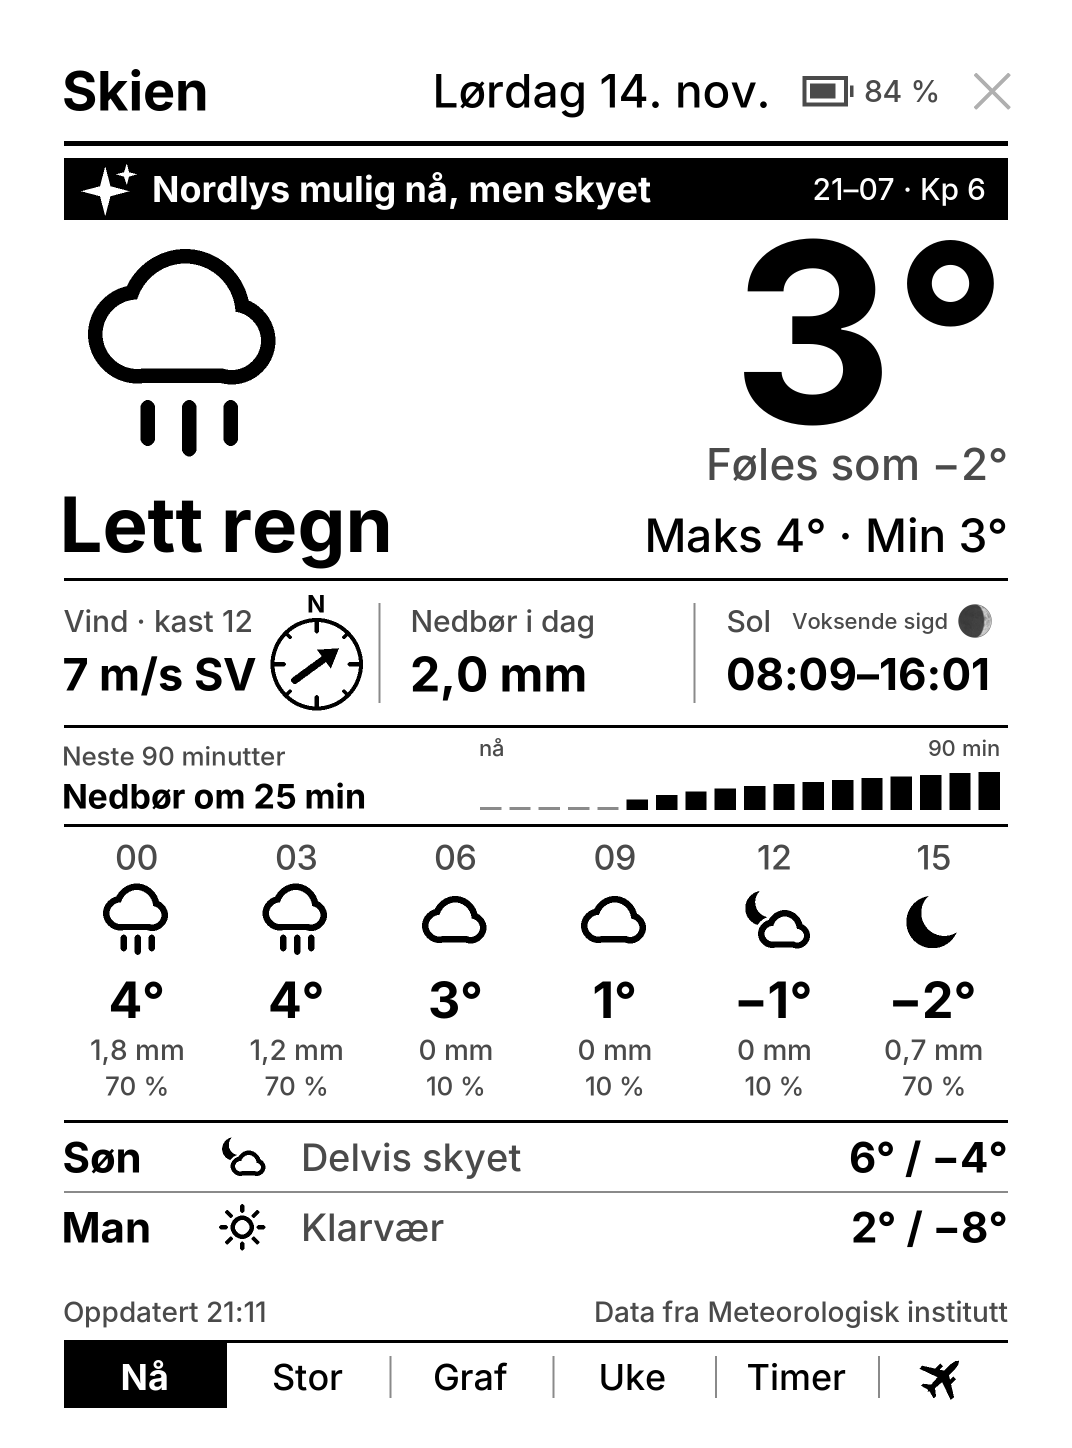 Skien Lørdag 14. nov. 84 %
Nordlys mulig nå, men skyet 21–07 · Kp 6
3°
Føles som −2°
Lett regn Maks 4° · Min 3°
Vind · kast 12 N Nedbør i dag Sol Voksende sigd
7 m/s SV 2,0 mm 08:09–16:01
Neste 90 minutter nå 90 min
Nedbør om 25 min
00 03 06 09 12 15
4° 4° 3° 1° −1° −2°
1,8 mm 1,2 mm 0 mm 0 mm 0 mm 0,7 mm
70 % 70 % 10 % 10 % 10 % 70 %
Søn Delvis skyet 6° / −4°
Man Klarvær 2° / −8°
Oppdatert 21:11 Data fra Meteorologisk institutt
Nå Stor Graf Uke Timer